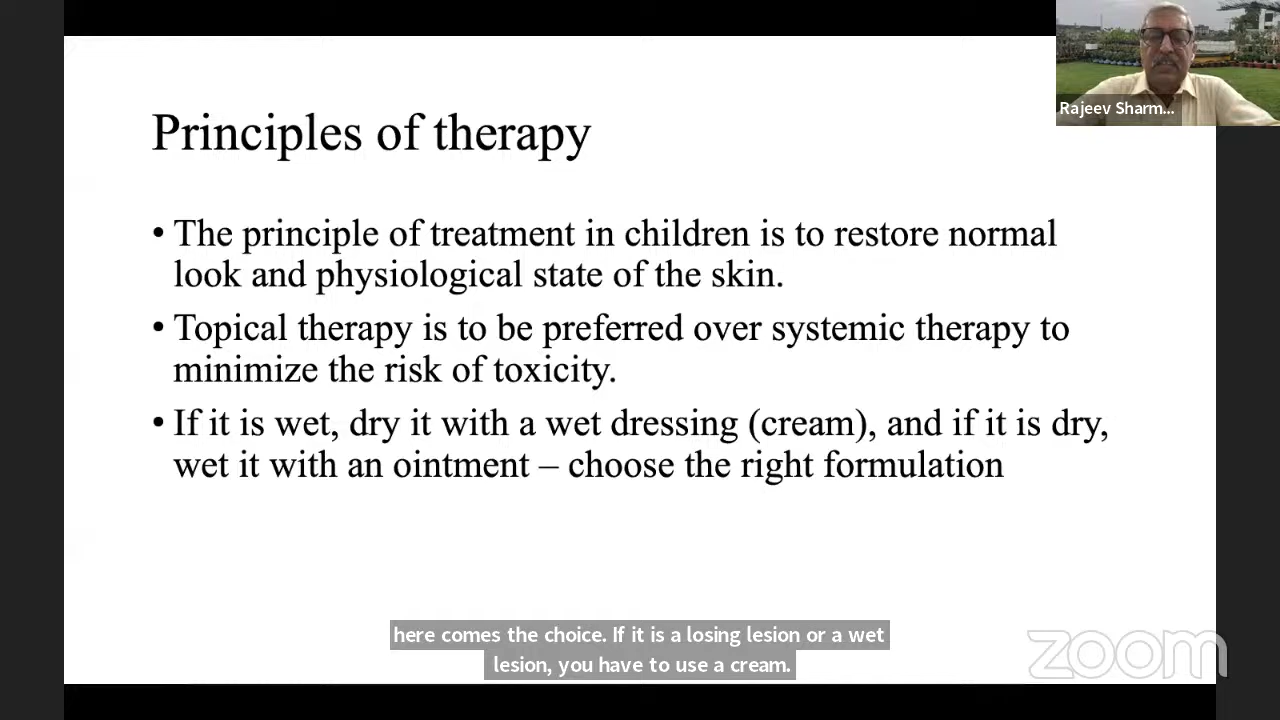 Rajeev Sharm...
Principles of therapy
• The principle of treatment in children is to restore normal
look and physiological state of the skin.
• Topical therapy is to be preferred over systemic therapy to
minimize the risk of toxicity.
• If it is wet, dry it with a wet dressing (cream), and if it is dry,
wet it with an ointment – choose the right formulation
here comes the choice. If it is a losing lesion or a wet
lesion, you have to use a cream.
zoom